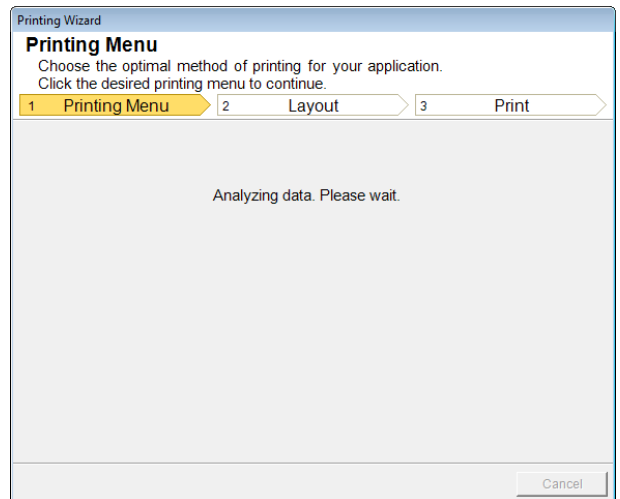 Printing Wizard
Printing Menu
Choose the optimal method of printing for your application.
Click the desired printing menu to continue.
1 Printing Menu 2 Layout 3 Print
Analyzing data. Please wait.
Cancel